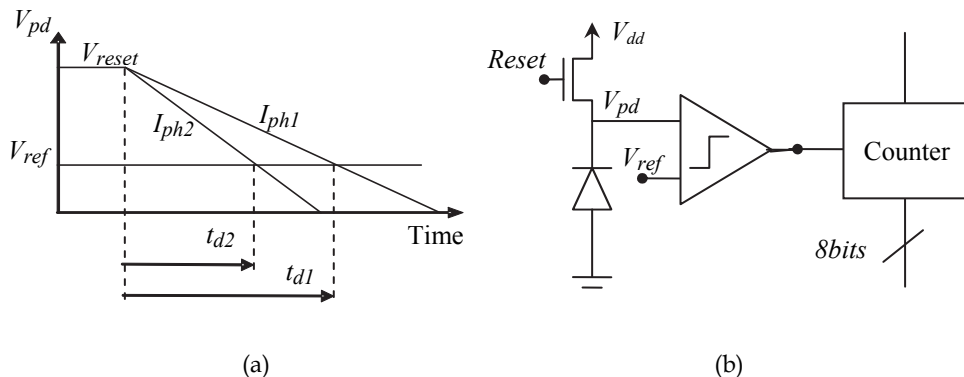 V_pd
V_reset
I_ph2
I_ph1
V_ref
Time
t_d2
t_d1
(a)
V_dd
Reset
V_pd
V_ref
Counter
8bits
(b)